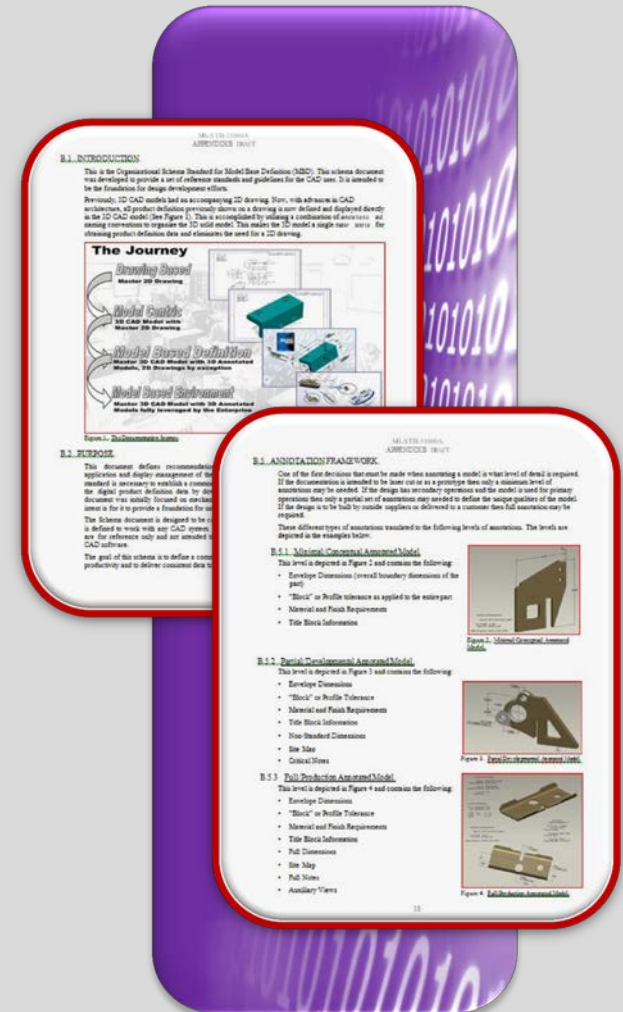 MIL-STD-31000A
APPENDIX B DRAFT
B.1. INTRODUCTION
This is the Organizational Schema Standard for Model Base Definition (MBD). This schema document
was developed to provide a set of reference standards and guidelines for the CAD uses. It is intended to
be the foundation for design development efforts.
Previously, 3D CAD models had an accompanying 2D drawing. Now, with advances in CAD
architecture, all product definition previously shown on a drawing is now defined and displayed directly
in the 3D CAD model (See Figure 1). This is accomplished by utilizing a combination of
naming conventions to organize the 3D solid model. This makes the 3D model a single for
obtaining product definition data and eliminates the need for a 2D drawing.
The Journey
Drawing Based
Master 2D Drawing
Model Centric
3D CAD Model with
Master 2D Drawing
Model Based Definition
Master 3D CAD Model with 3D Annotated
Models, 2D Drawings by exception
Model Based Environment
Master 3D CAD Model with 3D Annotated
Models fully leveraged by the Enterprise
Figure 1.
B.2. PURPOSE
This document defines recommendation
application and display management of the
standard is necessary to establish a common
the digital product definition data by
document was initially focused on
intent is for it to provide a foundation for
The Schema document is designed to be
is defined to work with any CAD system,
are for reference only and not intended
CAD software.
The goal of this schema is to define a
productivity and to deliver consistent data
MIL-STD-31000A
APPENDIX B DRAFT
B.5. ANNOTATION FRAMEWORK.
One of the first decisions that must be made when annotating a model is what level of detail is required.
If the documentation is intended to be laser cut or as a prototype then only a minimum level of
annotations may be needed. If the design has secondary operations and the model is used for primary
operations then only a partial set of annotations may needed to define the unique qualities of the model.
If the design is to be built by outside suppliers or delivered to a customer then full annotation may be
required.
These different types of annotations translated to the following levels of annotations. The levels are
depicted in the examples below.
B.5.1 Minimal/Conceptual Annotated Model.
This level is depicted in Figure 2 and contains the following:
• Envelope Dimensions (overall boundary dimensions of the
part)
• "Block" or Profile tolerance as applied to the entire part
• Material and Finish Requirements
• Title Block Information
Figure 2. Minimal/Conceptual Annotated
Model.
B.5.2 Partial/Developmental Annotated Model.
This level is depicted in Figure 3 and contains the following:
• Envelope Dimensions
• "Block" or Profile Tolerance
• Material and Finish Requirements
• Title Block Information
• Non-Standard Dimensions
• Site Map
• Critical Notes
Figure 3. Partial/Developmental Annotated Model.
B.5.3 Full/Production Annotated Model.
This level is depicted in Figure 4 and contains the following:
• Envelope Dimensions
• "Block" or Profile Tolerance
• Material and Finish Requirements
• Title Block Information
• Full Dimensions
• Site Map
• Full Notes
• Auxiliary Views
Figure 4. Full/Production Annotated Model.